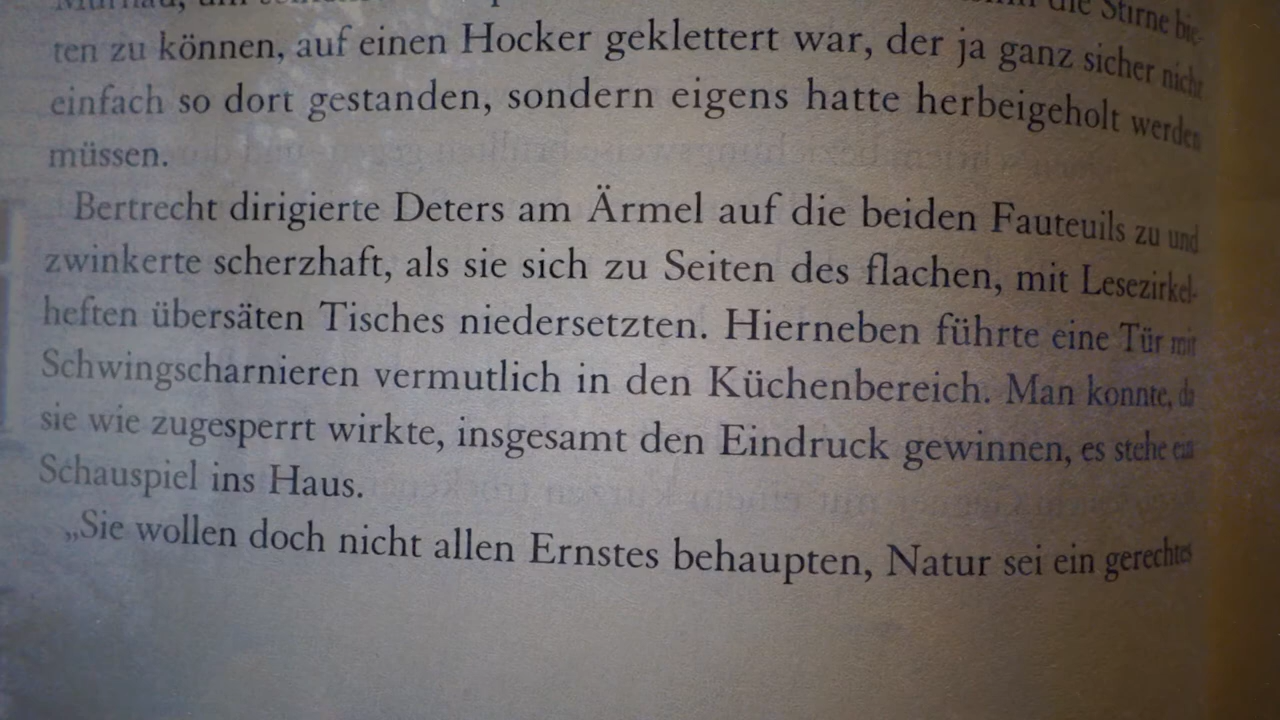 die Stirne bie-
ten zu können, auf einen Hocker geklettert war, der ja ganz sicher nicht
einfach so dort gestanden, sondern eigens hatte herbeigeholt werden
müssen.
Bertrecht dirigierte Deters am Ärmel auf die beiden Fauteuils zu und
zwinkerte scherzhaft, als sie sich zu Seiten des flachen, mit Lesezirkel-
heften übersäten Tisches niedersetzten. Hierneben führte eine Tür mit
Schwingscharnieren vermutlich in den Küchenbereich. Man konnte, da
sie wie zugesperrt wirkte, insgesamt den Eindruck gewinnen, es stehe ein
Schauspiel ins Haus.
„Sie wollen doch nicht allen Ernstes behaupten, Natur sei ein gerechtes